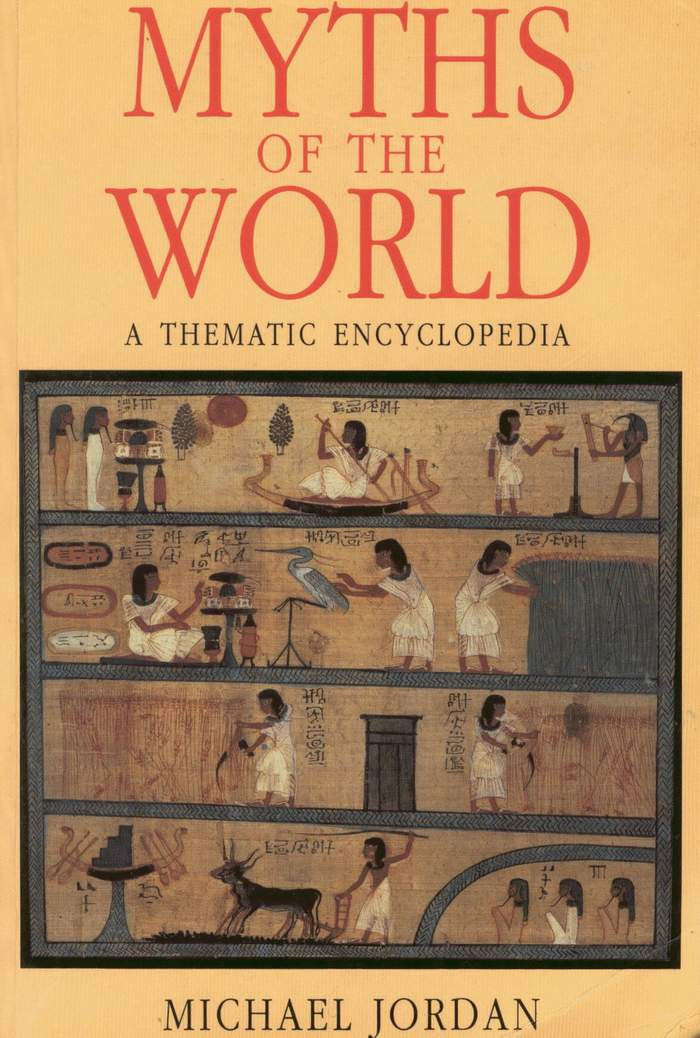 MYTHS
OF THE
WORLD
A THEMATIC ENCYCLOPEDIA
MICHAEL JORDAN